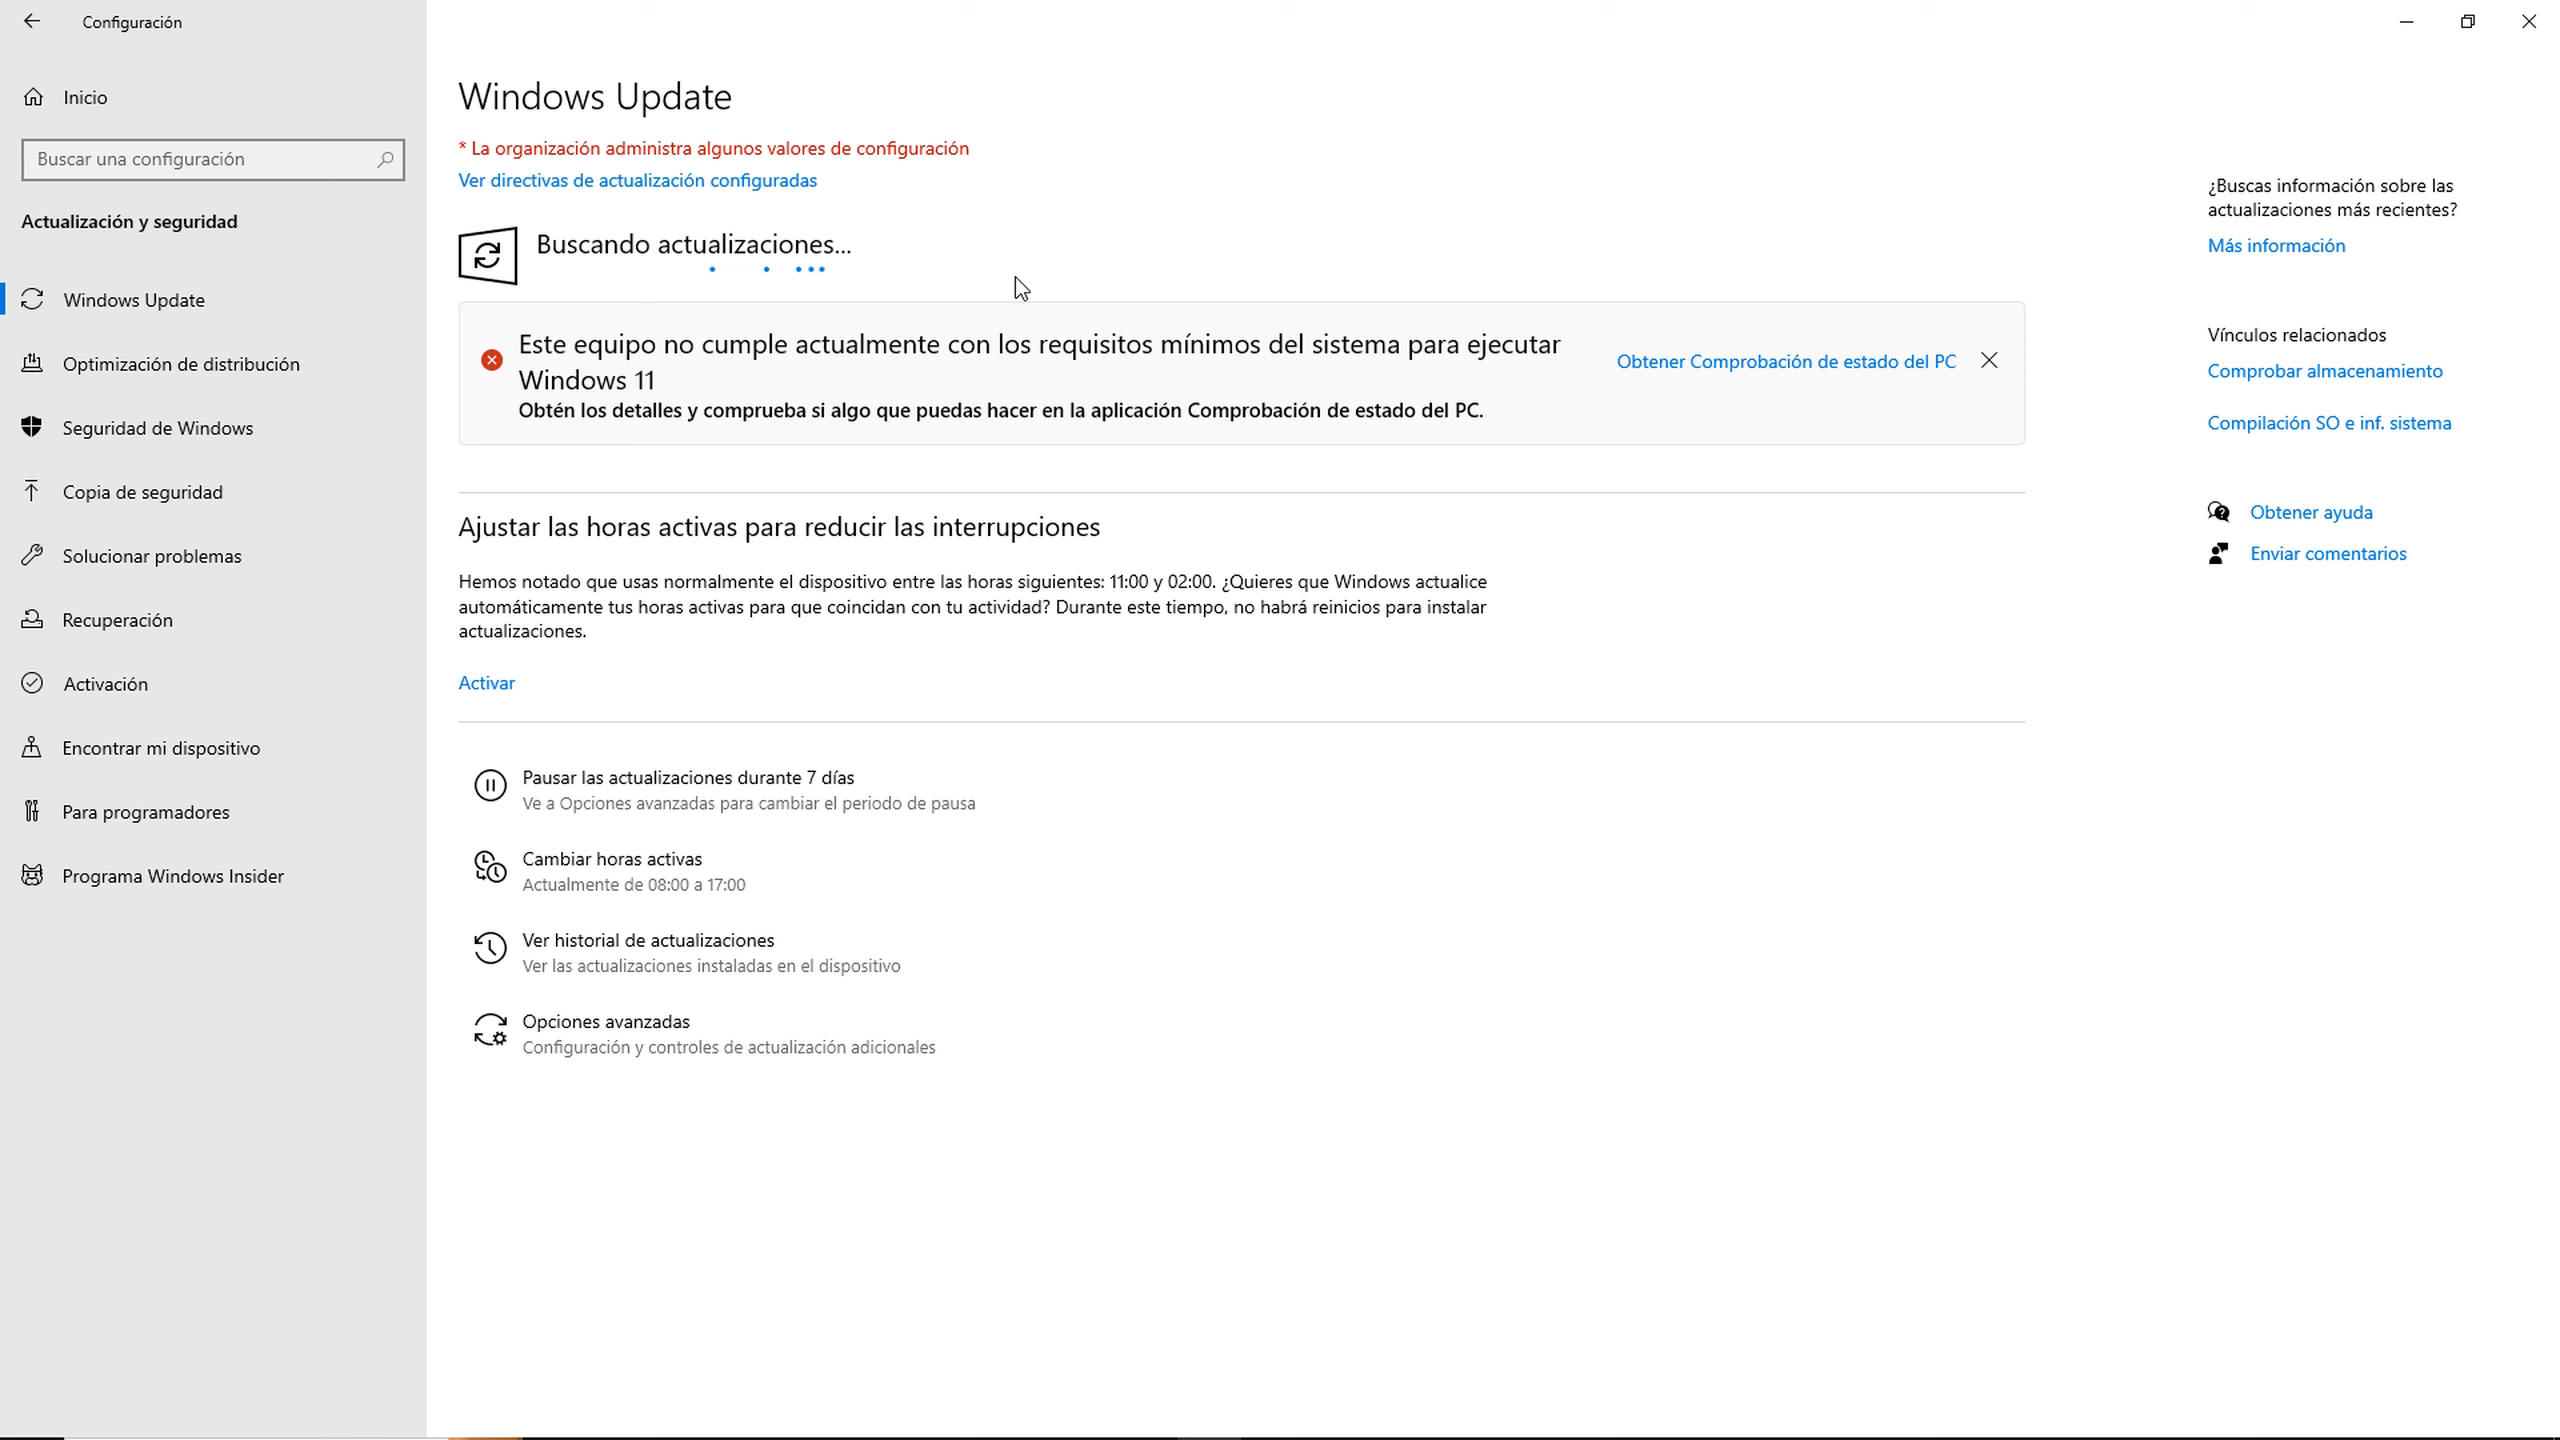 Configuración
Inicio
Buscar una configuración
Actualización y seguridad
Windows Update
Optimización de distribución
Seguridad de Windows
Copia de seguridad
Solucionar problemas
Recuperación
Activación
Encontrar mi dispositivo
Para programadores
Programa Windows Insider
Windows Update
* La organización administra algunos valores de configuración
Ver directivas de actualización configuradas
Buscando actualizaciones...
Este equipo no cumple actualmente con los requisitos mínimos del sistema para ejecutar
Windows 11
Obtén los detalles y comprueba si algo que puedas hacer en la aplicación Comprobación de estado del PC.
Obtener Comprobación de estado del PC
Ajustar las horas activas para reducir las interrupciones
Hemos notado que usas normalmente el dispositivo entre las horas siguientes: 11:00 y 02:00. ¿Quieres que Windows actualice
automáticamente tus horas activas para que coincidan con tu actividad? Durante este tiempo, no habrá reinicios para instalar
actualizaciones.
Activar
Pausar las actualizaciones durante 7 días
Ve a Opciones avanzadas para cambiar el periodo de pausa
Cambiar horas activas
Actualmente de 08:00 a 17:00
Ver historial de actualizaciones
Ver las actualizaciones instaladas en el dispositivo
Opciones avanzadas
Configuración y controles de actualización adicionales
¿Buscas información sobre las
actualizaciones más recientes?
Más información
Vínculos relacionados
Comprobar almacenamiento
Compilación SO e inf. sistema
Obtener ayuda
Enviar comentarios